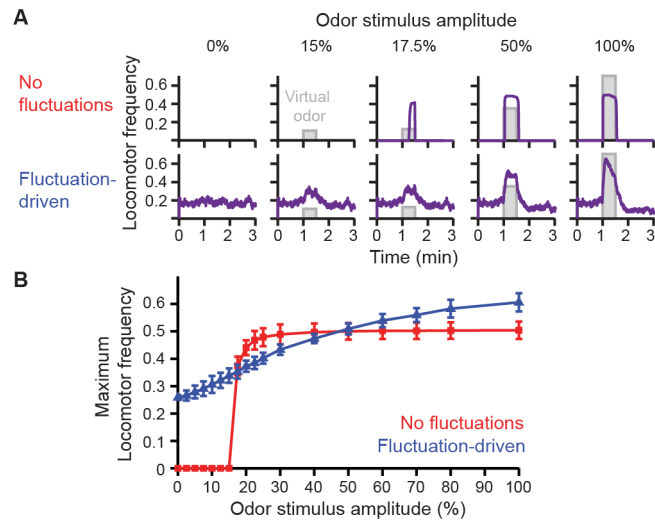 A
Odor stimulus amplitude
0% 15% 17.5% 50% 100%
No
fluctuations
Fluctuation-
driven
Locomotor frequency
0.6
0.4
0.2
Virtual
odor
0.6
0.4
0.2
0 1 2 3 0 1 2 3 0 1 2 3 0 1 2 3 0 1 2 3
Time (min)
B
Maximum
Locomotor frequency
0.6
0.5
0.4
0.3
0.2
0.1
0
No fluctuations
Fluctuation-driven
0 10 20 30 40 50 60 70 80 90 100
Odor stimulus amplitude (%)